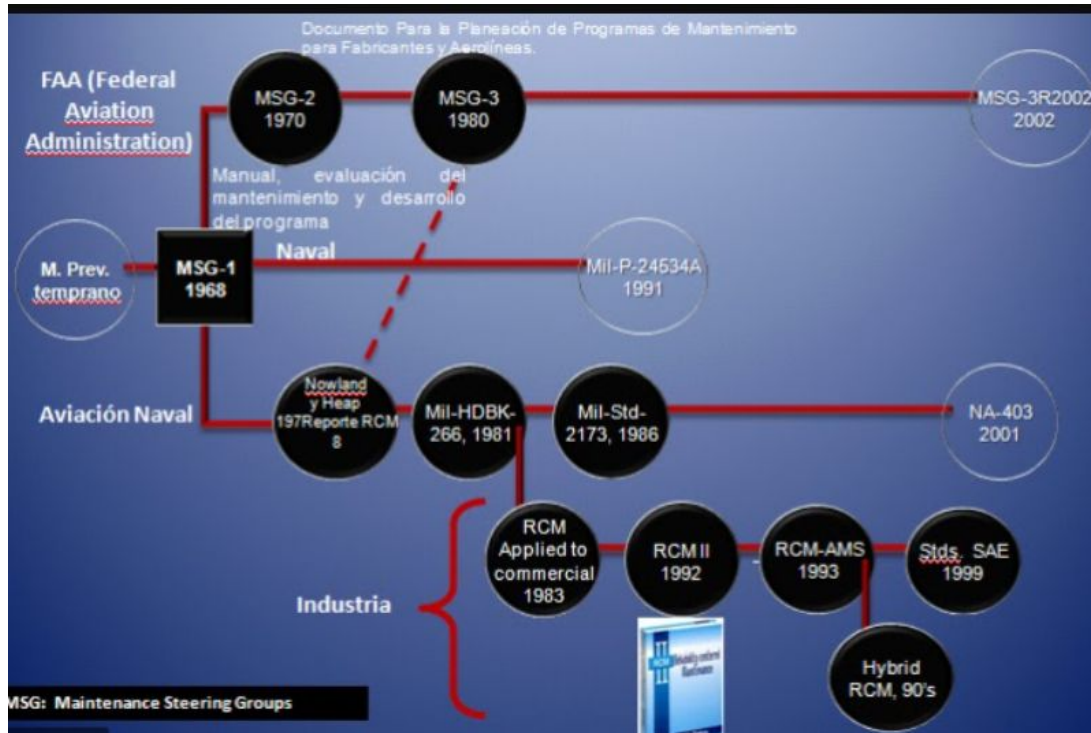 Documento Para la Planeación de Programas de Mantenimiento
para Fabricantes y Aerolíneas.
FAA (Federal
Aviation
Administration)
MSG-2
1970
MSG-3
1980
MSG-3R2002
2002
Manual, evaluación del
mantenimiento y desarrollo
del programa
M. Prev.
temprano
MSG-1
1968
Naval
Mil-P-24534A
1991
Aviación Naval
Nowland
y Heap
197Reporte RCM
8
Mil-HDBK-
266, 1981
Mil-Std-
2173, 1986
NA-403
2001
Industria
RCM
Applied to
commercial
1983
RCM II
1992
RCM-AMS
1993
Stds. SAE
1999
Hybrid
RCM, 90's
RCM
II
MSG: Maintenance Steering Groups